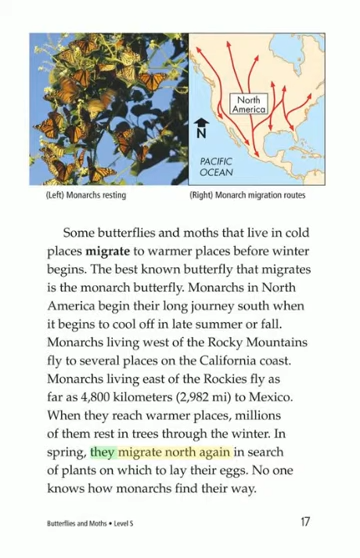 North
America
N
PACIFIC
OCEAN
(Left) Monarchs resting
(Right) Monarch migration routes
Some butterflies and moths that live in cold
places migrate to warmer places before winter
begins. The best known butterfly that migrates
is the monarch butterfly. Monarchs in North
America begin their long journey south when
it begins to cool off in late summer or fall.
Monarchs living west of the Rocky Mountains
fly to several places on the California coast.
Monarchs living east of the Rockies fly as
far as 4,800 kilometers (2,982 mi) to Mexico.
When they reach warmer places, millions
of them rest in trees through the winter. In
spring, they migrate north again in search
of plants on which to lay their eggs. No one
knows how monarchs find their way.
Butterflies and Moths • Level S
17